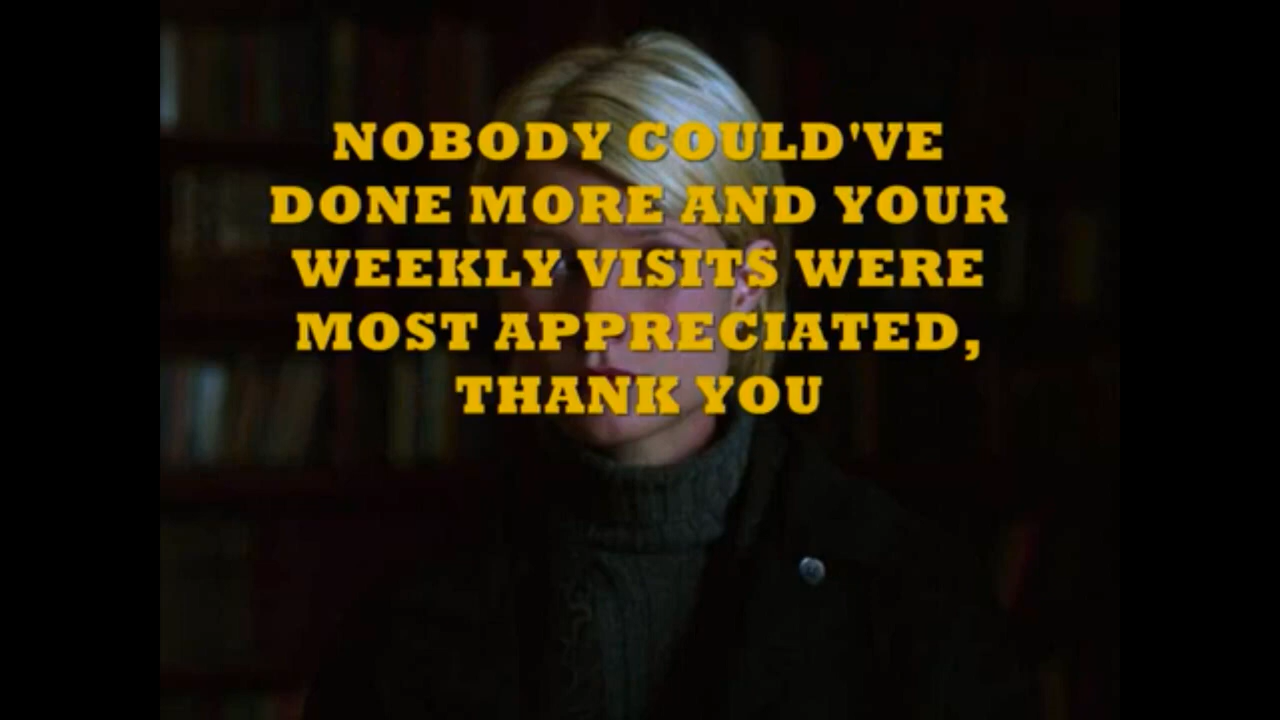 NOBODY COULD'VE
DONE MORE AND YOUR
WEEKLY VISITS WERE
MOST APPRECIATED,
THANK YOU